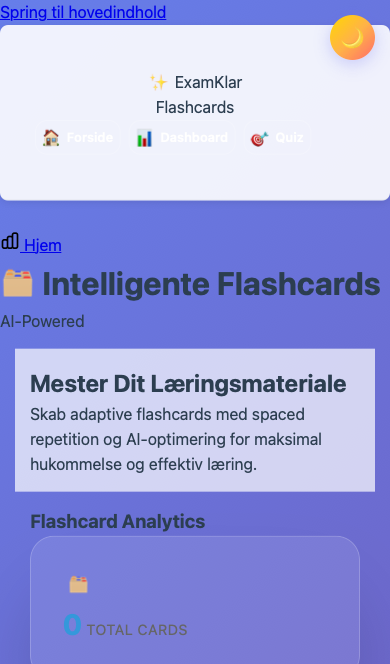 Spring til hovedindhold
✨ ExamKlar
Flashcards
🏠 Forside 📊 Dashboard 🎯 Quiz
Hjem
🗂️ Intelligente Flashcards
AI-Powered
Mester Dit Læringsmateriale
Skab adaptive flashcards med spaced
repetition og AI-optimering for maksimal
hukommelse og effektiv læring.
Flashcard Analytics
🗂️
0 TOTAL CARDS